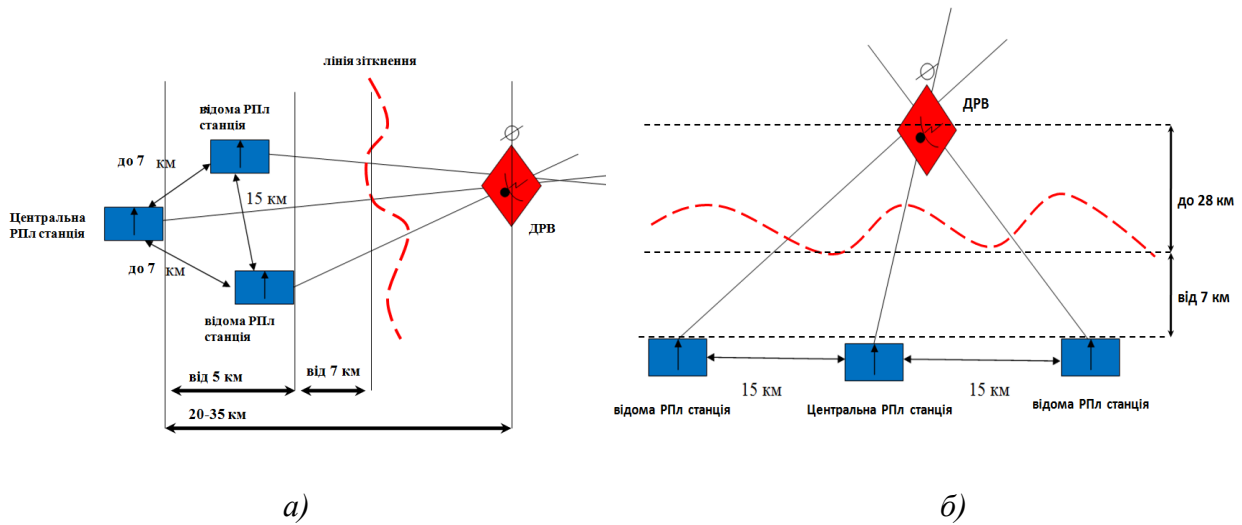 лінія зіткнення
відома РПл
станція
до 7 км
15 км
Центральна
РПл станція
ДРВ
до 7 км
відома РПл
станція
від 5 км
від 7 км
20-35 км
а)
ДРВ
до 28 км
від 7 км
15 км
15 км
відома РПл станція
Центральна РПл станція
відома РПл станція
б)